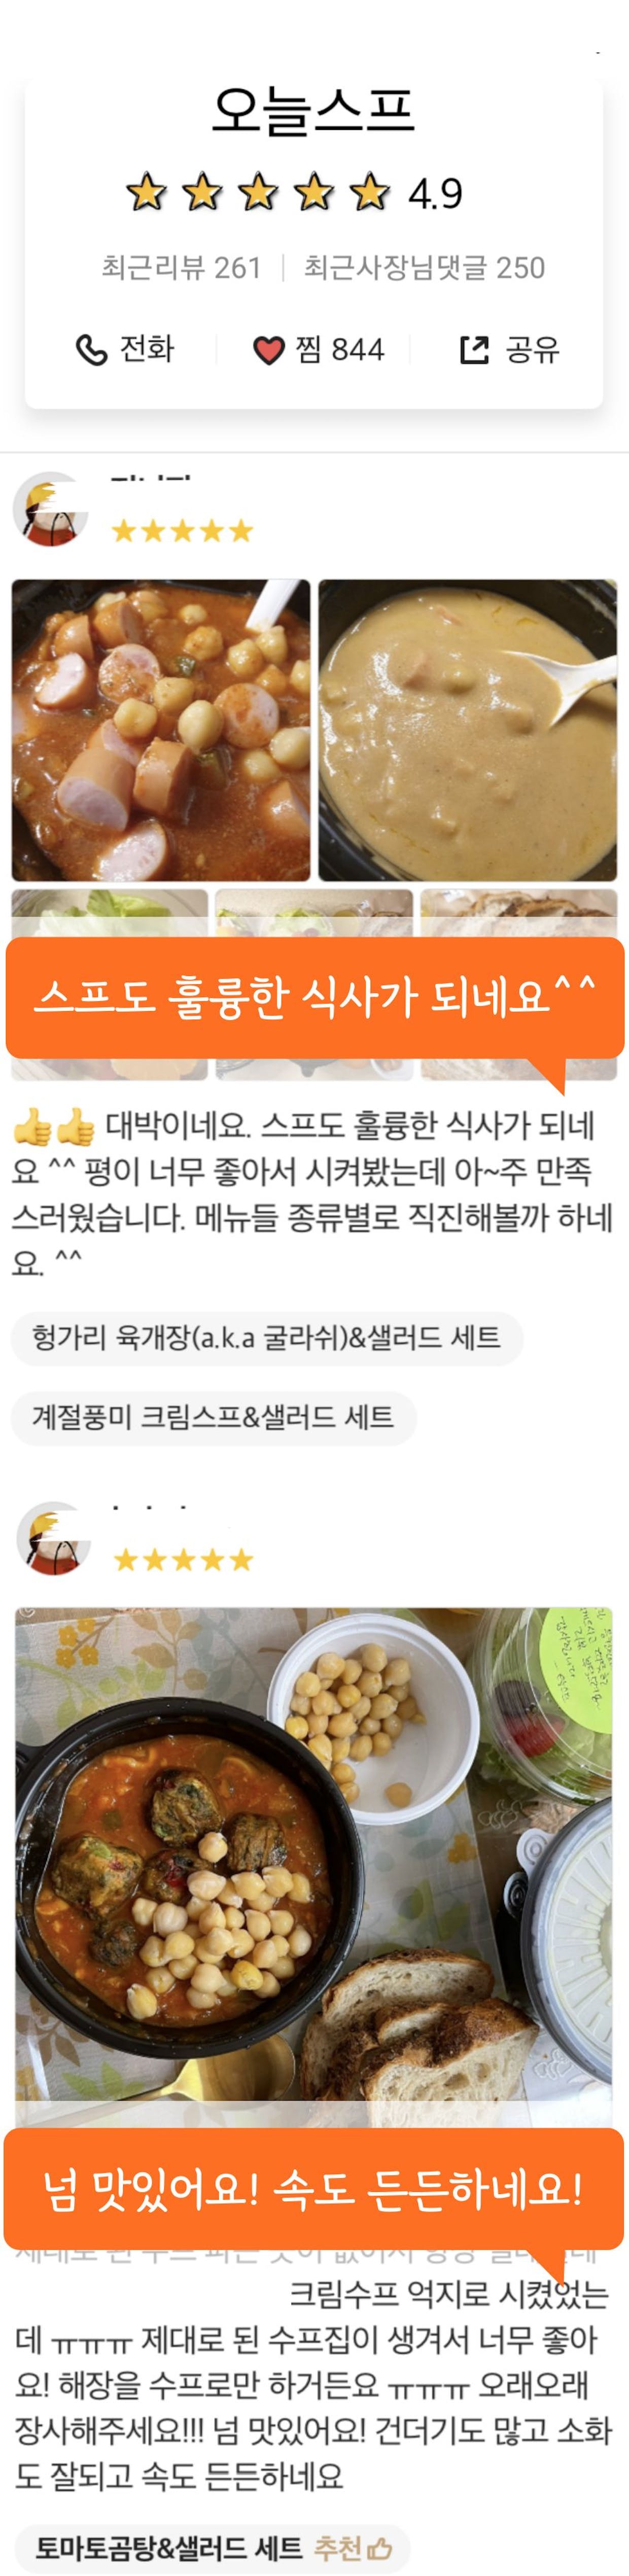 오늘스프
4.9
최근리뷰 261 | 최근사장님댓글 250
전화 찜 844 공유
스프도 훌륭한 식사가 되네요^^
👍👍 대박이네요. 스프도 훌륭한 식사가 되네
요 ^^ 평이 너무 좋아서 시켜봤는데 아~주 만족
스러웠습니다. 메뉴들 종류별로 직진해볼까 하네
요. ^^
헝가리 육개장(a.k.a 굴라쉬)&샐러드 세트
계절풍미 크림스프&샐러드 세트
넘 맛있어요! 속도 든든하네요!
크림수프 억지로 시켰었는
데 ㅠㅠㅠ 제대로 된 수프집이 생겨서 너무 좋아
요! 해장을 수프로만 하거든요 ㅠㅠㅠ 오래오래
장사해주세요!!! 넘 맛있어요! 건더기도 많고 소화
도 잘되고 속도 든든하네요
토마토곰탕&샐러드 세트 추천